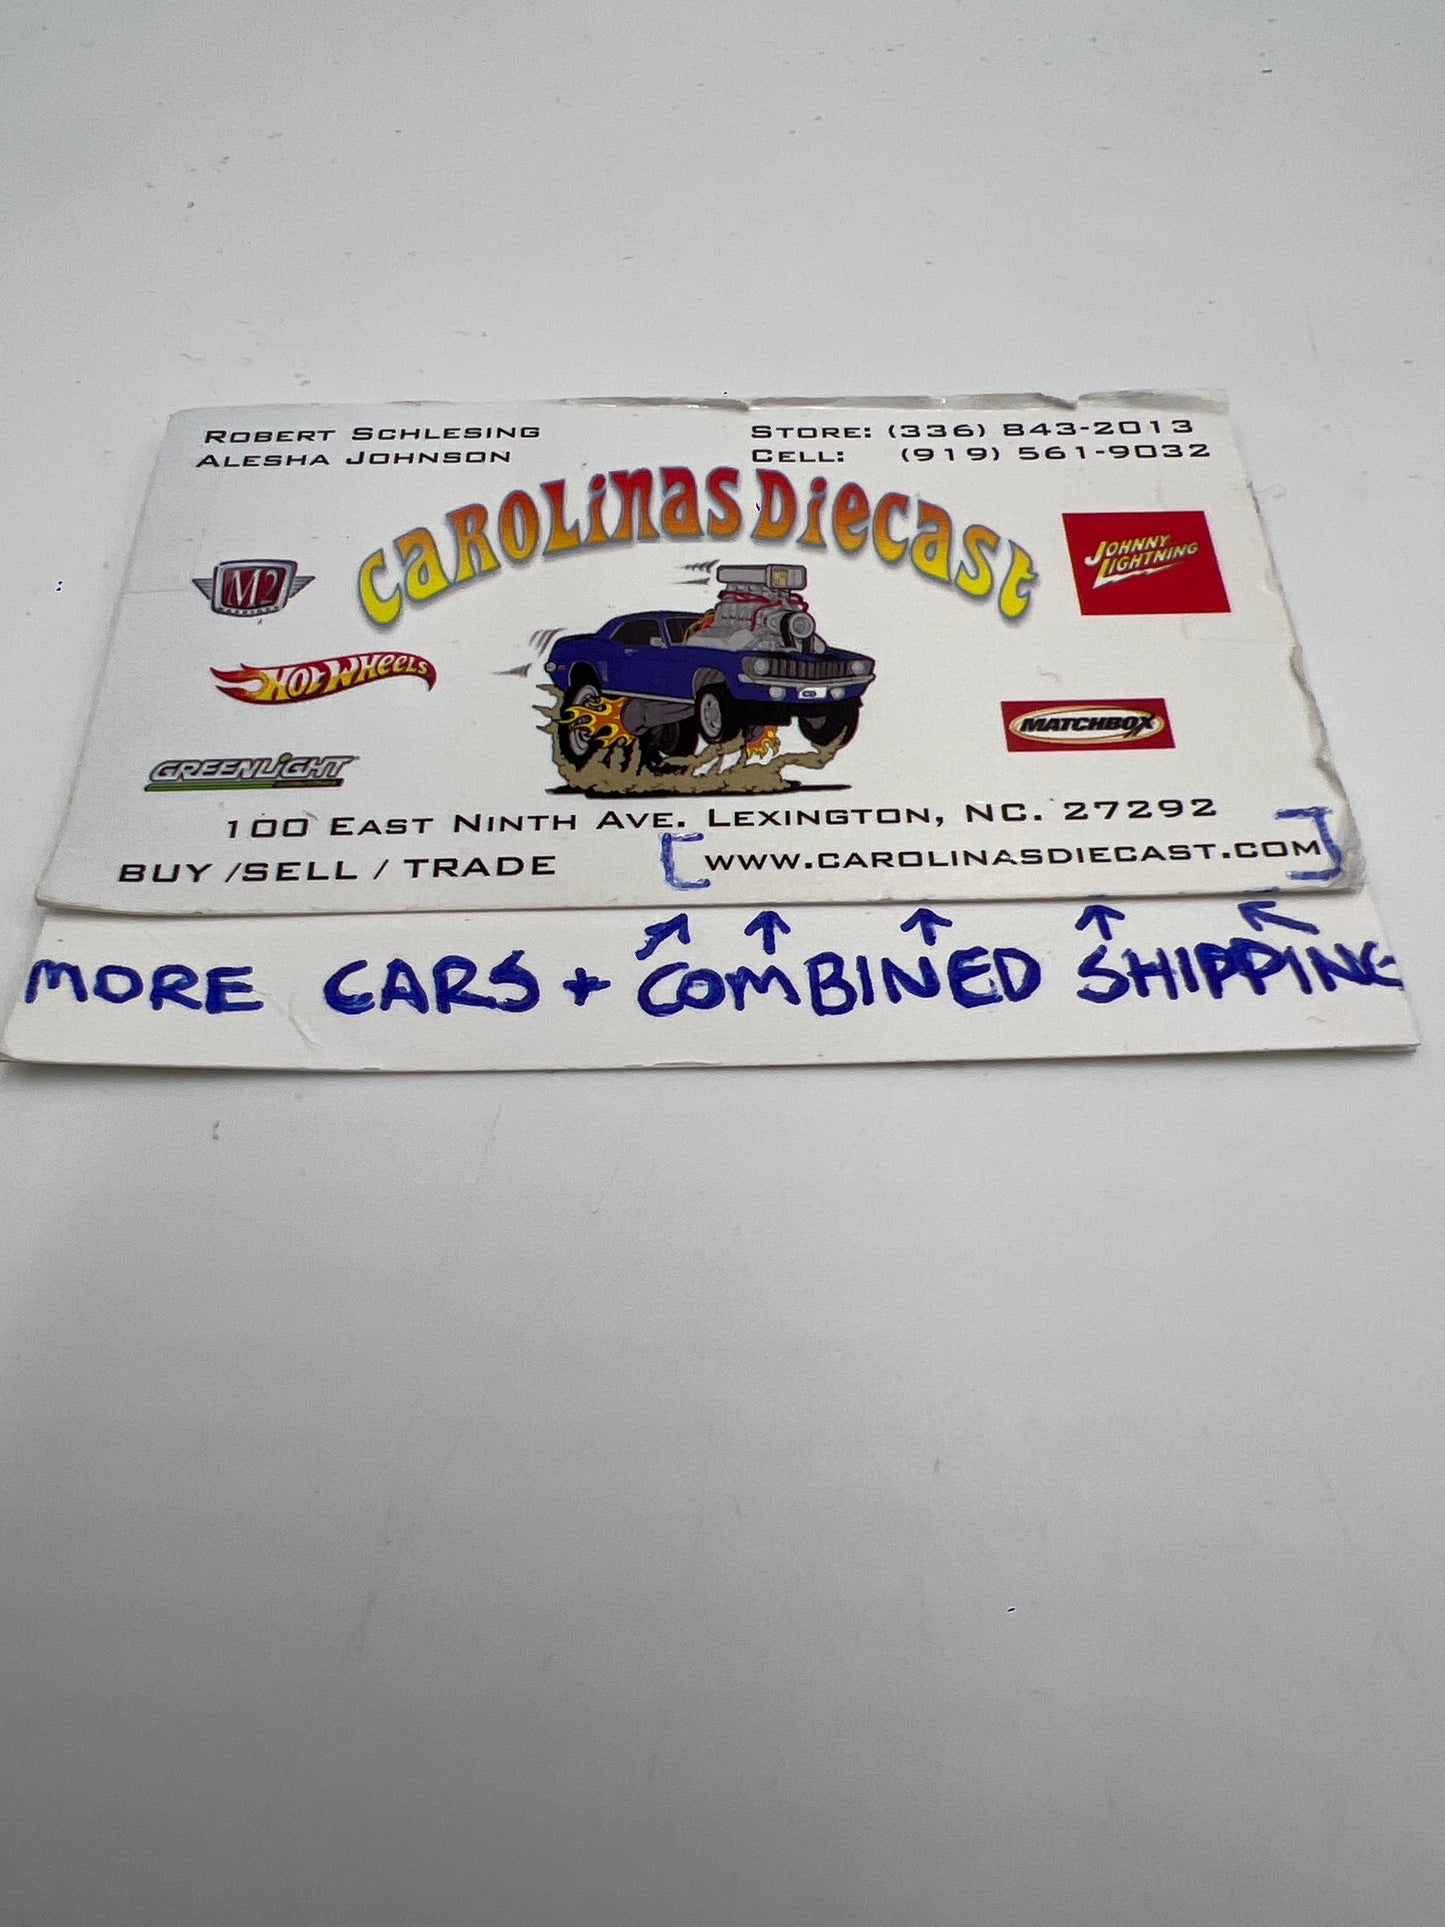 ROBERT SCHLESING
ALESHA JOHNSON
STORE: (336) 843-2013
CELL: (919) 561-9032
CAROLINAS DIECAST
M2
JOHNNY LIGHTNING
HOT WHEELS
MATCHBOX
GREENLIGHT
100 EAST NINTH AVE. LEXINGTON, NC. 27292
BUY /SELL / TRADE [WWW.CAROLINASDIECAST.COM]
↗ ↑ ↑ ↑ ↖
MORE CARS + COMBINED SHIPPING